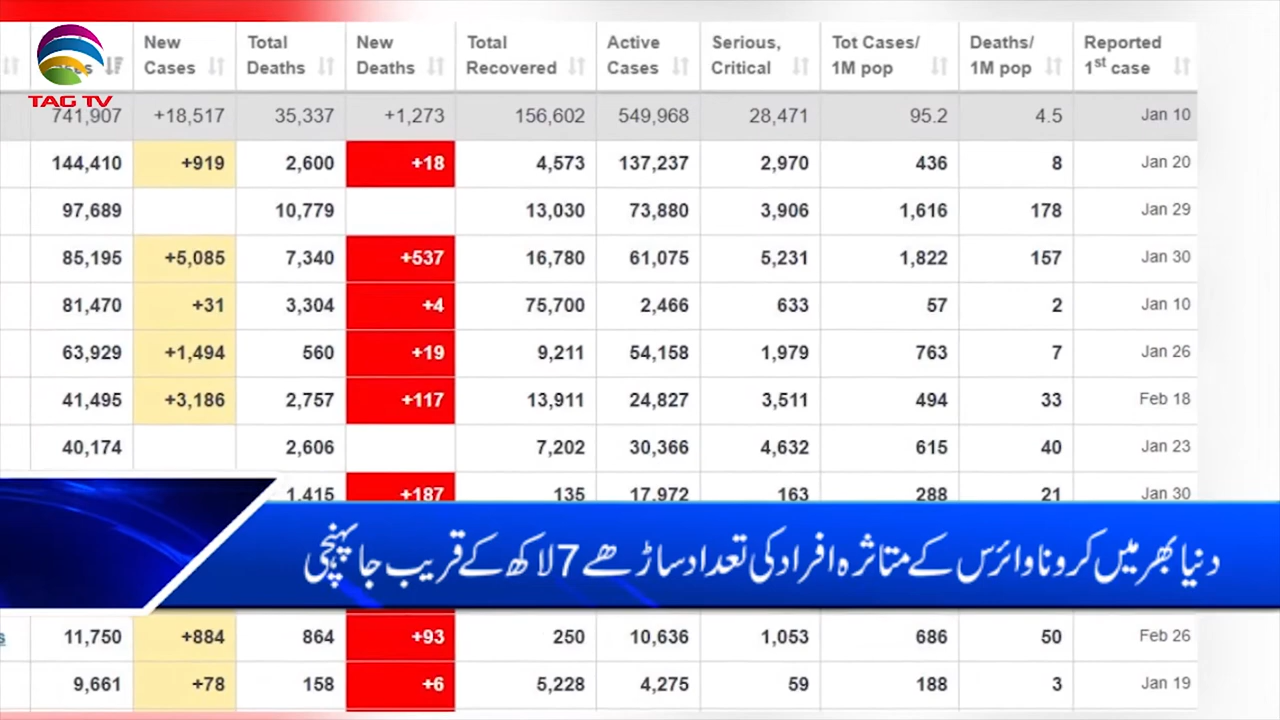 TAG TV
New Cases Total Deaths New Deaths Total Recovered Active Cases Serious, Critical Tot Cases/ 1M pop Deaths/ 1M pop Reported 1st case
741,907 +18,517 35,337 +1,273 156,602 549,968 28,471 95.2 4.5 Jan 10
144,410 +919 2,600 +18 4,573 137,237 2,970 436 8 Jan 20
97,689 10,779 13,030 73,880 3,906 1,616 178 Jan 29
85,195 +5,085 7,340 +537 16,780 61,075 5,231 1,822 157 Jan 30
81,470 +31 3,304 +4 75,700 2,466 633 57 2 Jan 10
63,929 +1,494 560 +19 9,211 54,158 1,979 763 7 Jan 26
41,495 +3,186 2,757 +117 13,911 24,827 3,511 494 33 Feb 18
40,174 2,606 7,202 30,366 4,632 615 40 Jan 23
1,415 +187 135 17,972 163 288 21 Jan 30
دنیا بھر میں کرونا وائرس کے متاثرہ افراد کی تعداد ساڑھے 7 لاکھ کے قریب جا پہنچی
11,750 +884 864 +93 250 10,636 1,053 686 50 Feb 26
9,661 +78 158 +6 5,228 4,275 59 188 3 Jan 19